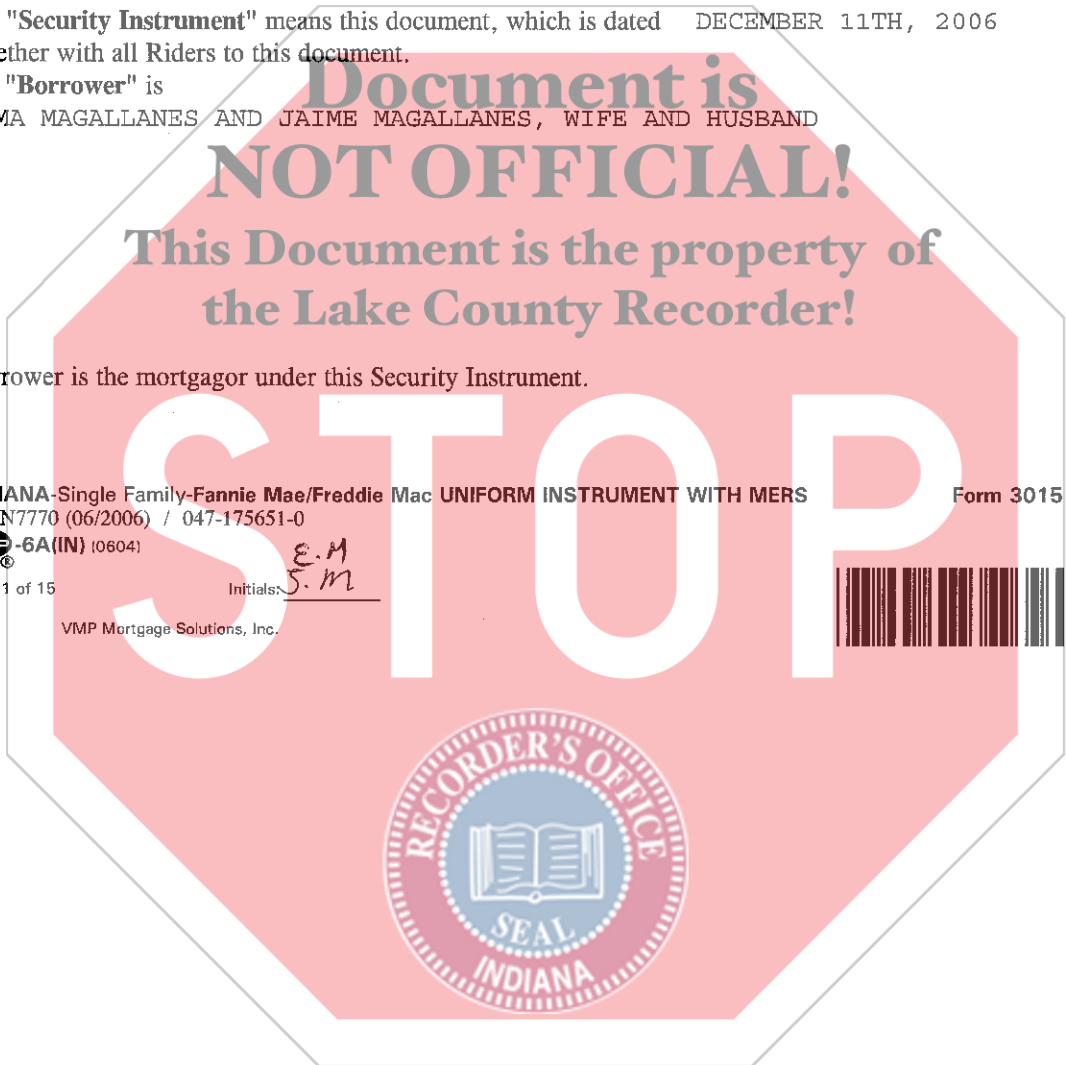 "Security Instrument" means this document, which is dated DECEMBER 11TH, 2006
ether with all Riders to this document.
"Borrower" is
MA MAGALLANES AND JAIME MAGALLANES, WIFE AND HUSBAND
Document is
NOT OFFICIAL!
This Document is the property of
the Lake County Recorder!
rower is the mortgagor under this Security Instrument.
STOP
IANA-Single Family-Fannie Mae/Freddie Mac UNIFORM INSTRUMENT WITH MERS Form 3015
N7770 (06/2006) / 047-175651-0
-6A(IN) (0604)
®
1 of 15 Initials: E.M
J.M
VMP Mortgage Solutions, Inc.
RECORDER'S OFFICE
SEAL
INDIANA